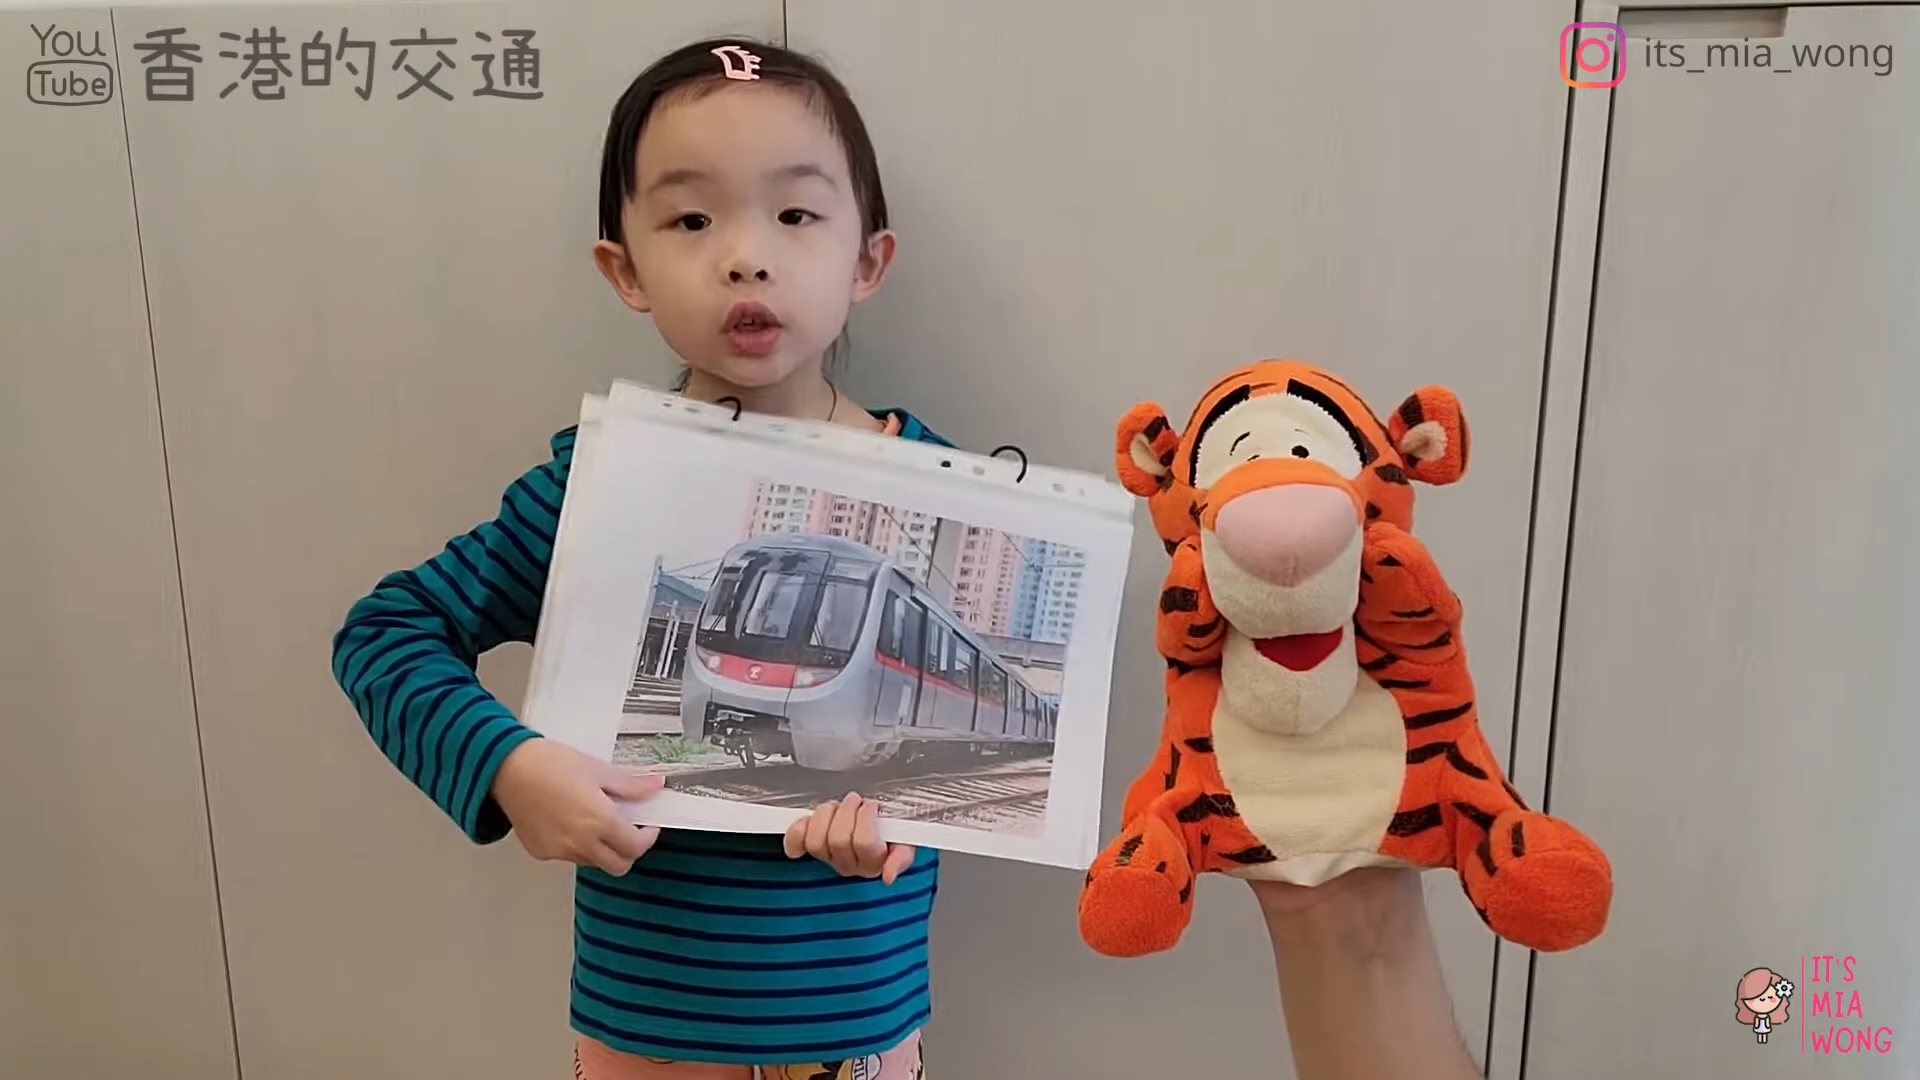 You
Tube
香港的交通
its_mia_wong
IT'S
MIA
WONG